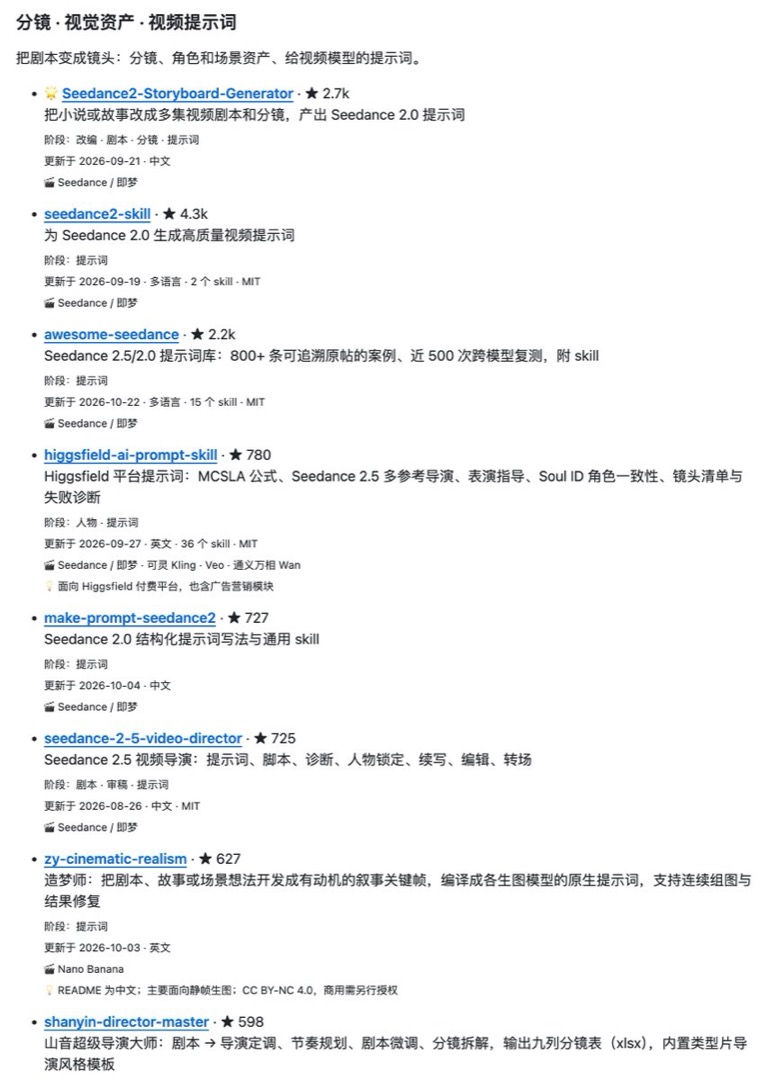 分镜 · 视觉资产 · 视频提示词
把剧本变成镜头：分镜、角色和场景资产、给视频模型的提示词。
• 🌟 Seedance2-Storyboard-Generator · ★ 2.7k
把小说或故事改成多集视频剧本和分镜，产出 Seedance 2.0 提示词
阶段：改编 · 剧本 · 分镜 · 提示词
更新于 2026-09-21 · 中文
🎬 Seedance / 即梦
• seedance2-skill · ★ 4.3k
为 Seedance 2.0 生成高质量视频提示词
阶段：提示词
更新于 2026-09-19 · 多语言 · 2 个 skill · MIT
🎬 Seedance / 即梦
• awesome-seedance · ★ 2.2k
Seedance 2.5/2.0 提示词库：800+ 条可追溯原帖的案例、近 500 次跨模型复测，附 skill
阶段：提示词
更新于 2026-10-22 · 多语言 · 15 个 skill · MIT
🎬 Seedance / 即梦
• higgsfield-ai-prompt-skill · ★ 780
Higgsfield 平台提示词：MCSLA 公式、Seedance 2.5 多参考导演、表演指导、Soul ID 角色一致性、镜头清单与
失败诊断
阶段：人物 · 提示词
更新于 2026-09-27 · 英文 · 36 个 skill · MIT
🎬 Seedance / 即梦 · 可灵 Kling · Veo · 通义万相 Wan
💡 面向 Higgsfield 付费平台，也含广告营销模块
• make-prompt-seedance2 · ★ 727
Seedance 2.0 结构化提示词写法与通用 skill
阶段：提示词
更新于 2026-10-04 · 中文
🎬 Seedance / 即梦
• seedance-2-5-video-director · ★ 725
Seedance 2.5 视频导演：提示词、脚本、诊断、人物锁定、续写、编辑、转场
阶段：剧本 · 审稿 · 提示词
更新于 2026-08-26 · 中文 · MIT
🎬 Seedance / 即梦
• zy-cinematic-realism · ★ 627
造梦师：把剧本、故事或场景想法开发成有动机的叙事关键帧，编译成各生图模型的原生提示词，支持连续组图与
结果修复
阶段：提示词
更新于 2026-10-03 · 英文
🎬 Nano Banana
💡 README 为中文；主要面向静帧生图；CC BY-NC 4.0，商用需另行授权
• shanyin-director-master · ★ 598
山音超级导演大师：剧本 → 导演定调、节奏规划、剧本微调、分镜拆解，输出九列分镜表（xlsx），内置类型片导
演风格模板